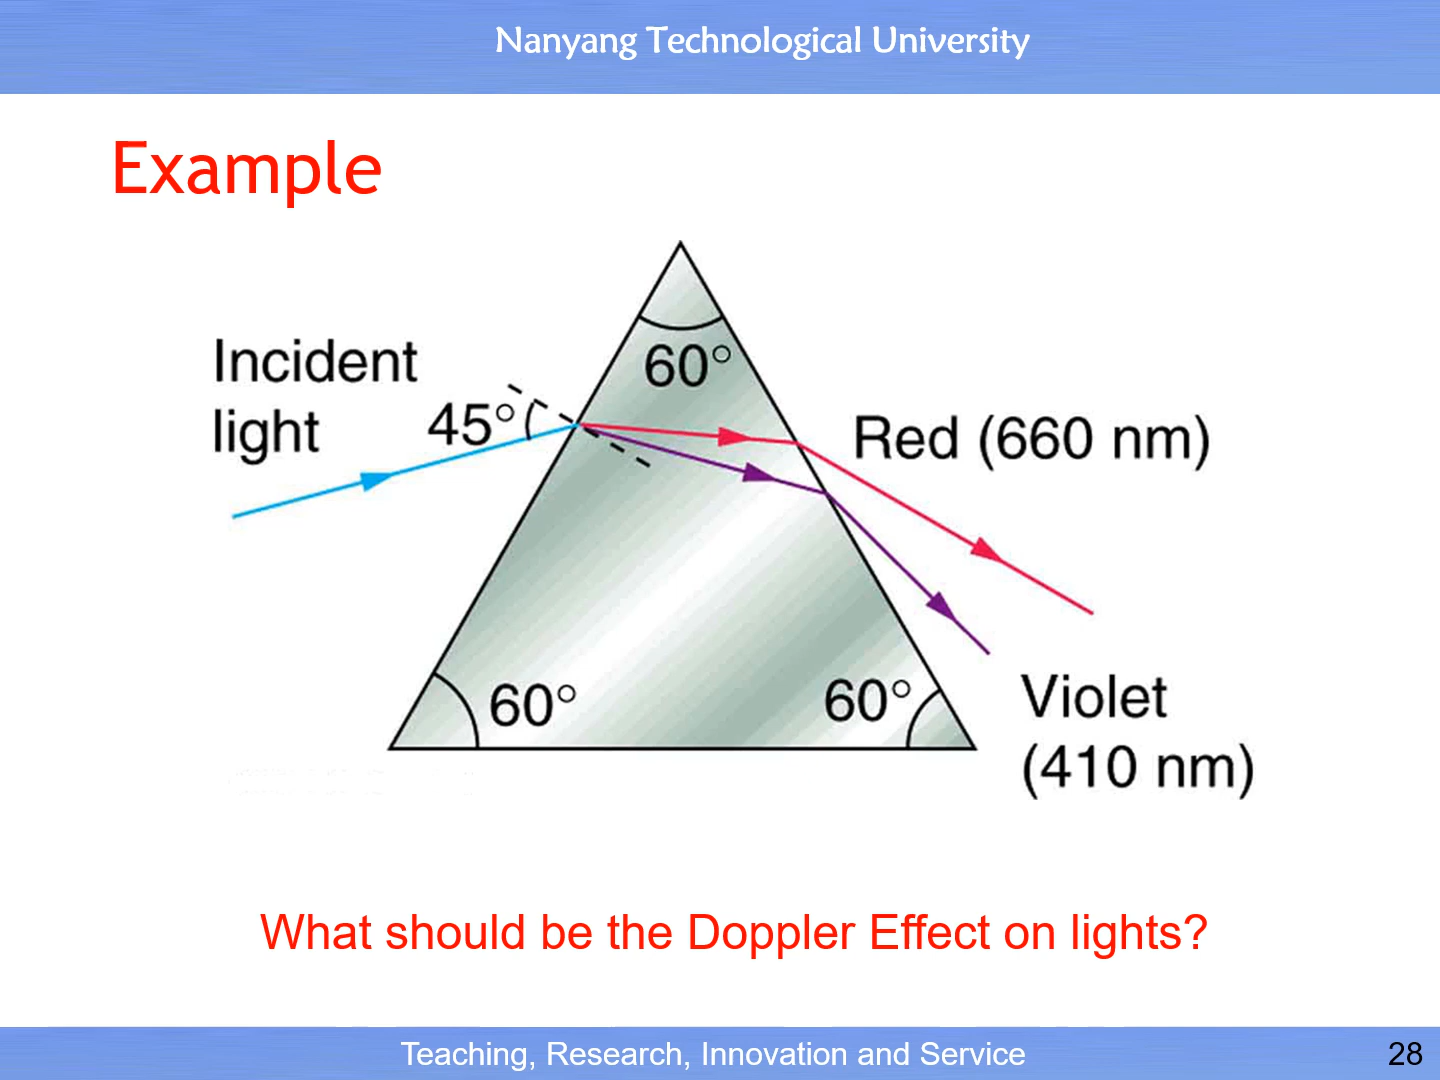 Nanyang Technological University
Example
60°
Incident
light
45°
Red (660 nm)
60°
60°
Violet
(410 nm)
What should be the Doppler Effect on lights?
Teaching, Research, Innovation and Service
28